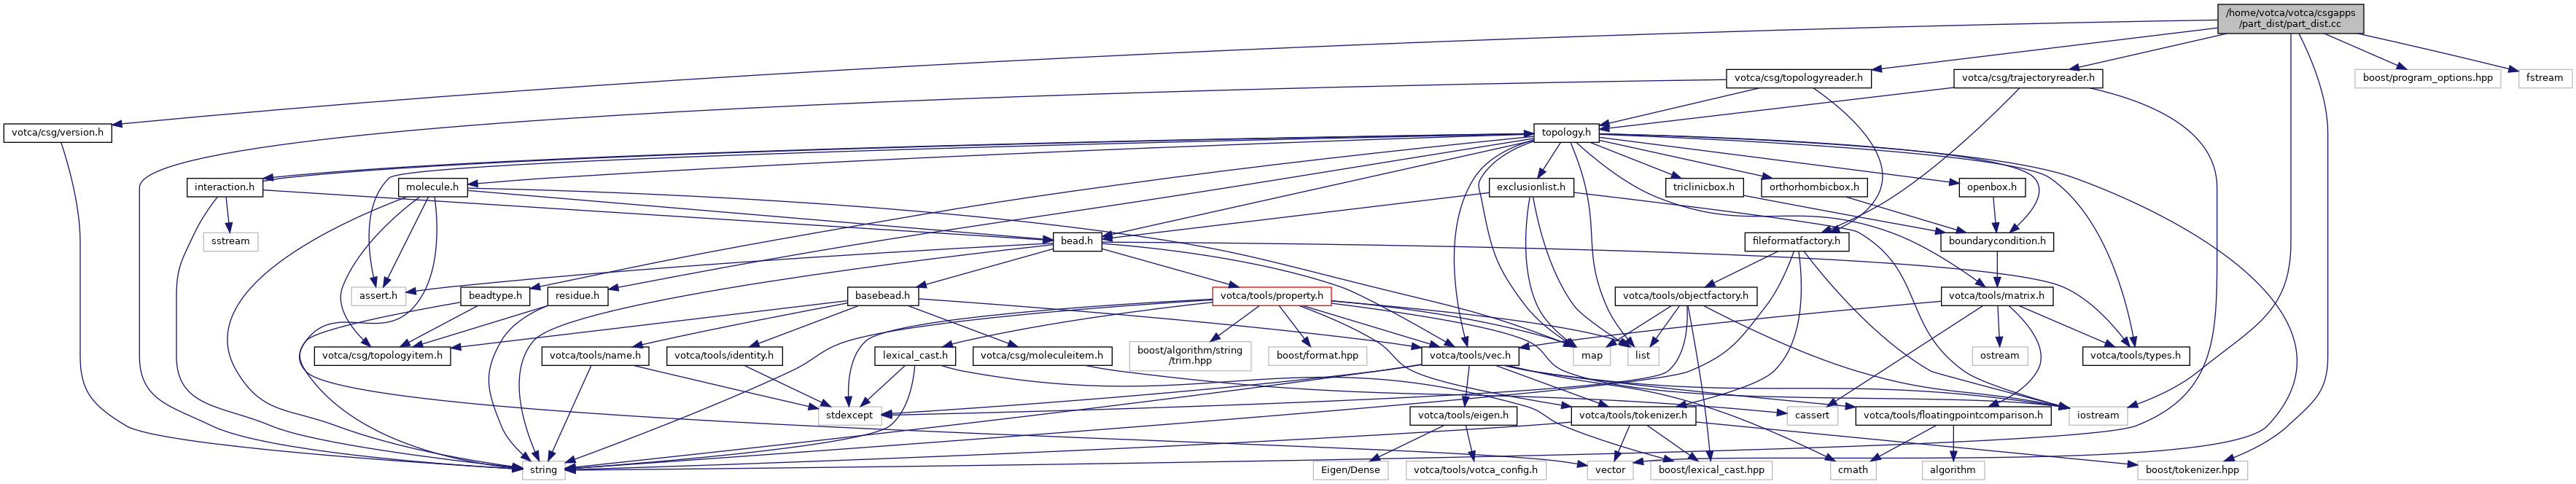 /home/votca/votca/csgapps
/part_dist/part_dist.cc
votca/csg/topologyreader.h
votca/csg/trajectoryreader.h
boost/program_options.hpp
fstream
votca/csg/version.h
topology.h
interaction.h
molecule.h
exclusionlist.h
triclinicbox.h
orthorhombicbox.h
openbox.h
sstream
bead.h
fileformatfactory.h
boundarycondition.h
assert.h
beadtype.h
residue.h
basebead.h
votca/tools/property.h
votca/tools/objectfactory.h
votca/tools/matrix.h
votca/csg/topologyitem.h
votca/tools/name.h
votca/tools/identity.h
lexical_cast.h
votca/csg/moleculeitem.h
boost/algorithm/string
/trim.hpp
boost/format.hpp
votca/tools/vec.h
map
list
ostream
votca/tools/types.h
stdexcept
votca/tools/eigen.h
votca/tools/tokenizer.h
cassert
votca/tools/floatingpointcomparison.h
iostream
string
Eigen/Dense
votca/tools/votca_config.h
vector
boost/lexical_cast.hpp
cmath
algorithm
boost/tokenizer.hpp